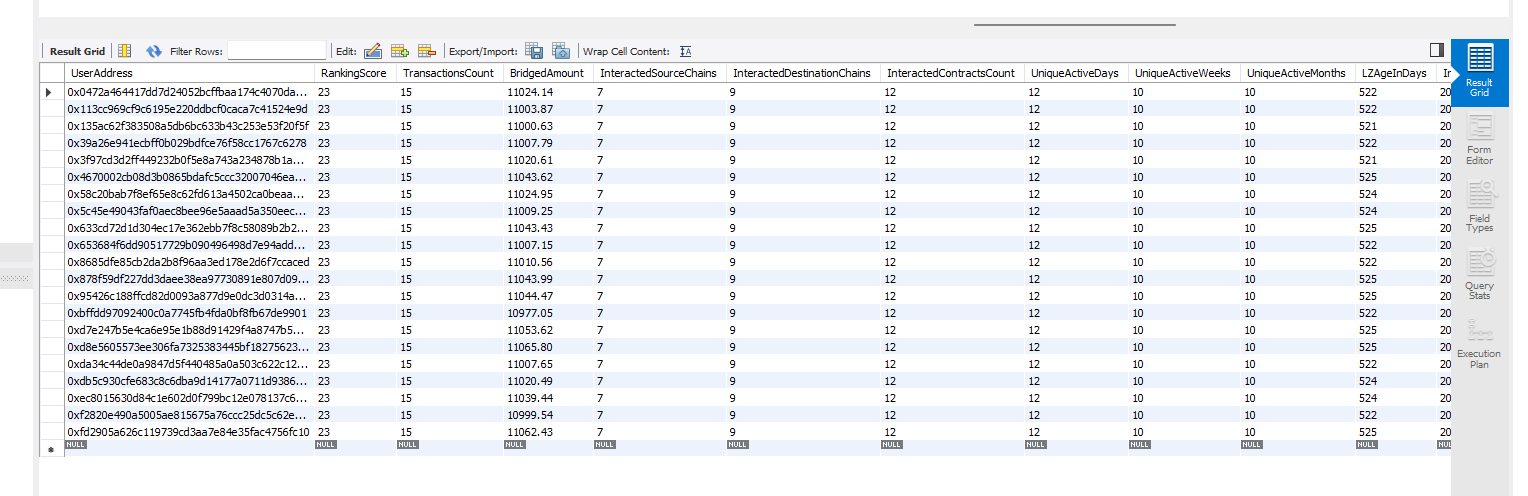 Result Grid Filter Rows: Edit: Export/Import: Wrap Cell Content:
UserAddress RankingScore TransactionsCount BridgedAmount InteractedSourceChains InteractedDestinationChains InteractedContractsCount UniqueActiveDays UniqueActiveWeeks UniqueActiveMonths LZAgeInDays In
0x0472a464417dd7d24052bcffbaa174c4070da... 23 15 11024.14 7 9 12 12 10 10 522 20
0x113cc969cf9c6195e220ddbcf0caca7c41524e9d 23 15 11003.87 7 9 12 12 10 10 522 20
0x135ac62f383508a5db6bc633b43c253e53f20f5f 23 15 11000.63 7 9 12 12 10 10 521 20
0x39a26e941ecbff0b029bdfce76f58cc1767c6278 23 15 11007.79 7 9 12 12 10 10 522 20
0x3f97cd3d2ff449232b0f5e8a743a234878b1a... 23 15 11020.61 7 9 12 12 10 10 521 20
0x4670002cb08d3b0865bdafc5ccc32007046ea... 23 15 11043.62 7 9 12 12 10 10 525 20
0x58c20bab7f8ef65e8c62fd613a4502ca0beaa... 23 15 11024.95 7 9 12 12 10 10 524 20
0x5c45e49043faf0aec8bee96e5aaad5a350eec... 23 15 11009.25 7 9 12 12 10 10 524 20
0x633cd72d1d304ec17e362ebb7f8c58089b2b2... 23 15 11043.43 7 9 12 12 10 10 525 20
0x653684f6dd90517729b090496498d7e94add... 23 15 11007.15 7 9 12 12 10 10 522 20
0x8685dfe85cb2da2b8f96aa3ed178e2d6f7ccaced 23 15 11010.56 7 9 12 12 10 10 522 20
0x878f59df227dd3daee38ea97730891e807d09... 23 15 11043.99 7 9 12 12 10 10 525 20
0x95426c188ffcd82d0093a877d9e0dc3d0314a... 23 15 11044.47 7 9 12 12 10 10 525 20
0xbffdd97092400c0a7745fb4fda0bf8fb67de9901 23 15 10977.05 7 9 12 12 10 10 522 20
0xd7e247b5e4ca6e95e1b88d91429f4a8747b5... 23 15 11053.62 7 9 12 12 10 10 525 20
0xd8e5605573ee306fa7325383445bf18275623... 23 15 11065.80 7 9 12 12 10 10 525 20
0xda34c44de0a9847d5f440485a0a503c622c12... 23 15 11007.65 7 9 12 12 10 10 522 20
0xdb5c930cfe683c8c6dba9d14177a0711d9386... 23 15 11020.49 7 9 12 12 10 10 524 20
0xec8015630d84c1e602d0f799bc12e078137c6... 23 15 11039.44 7 9 12 12 10 10 524 20
0xf2820e490a5005ae815675a76ccc25dc5c62e... 23 15 10999.54 7 9 12 12 10 10 522 20
0xfd2905a626c119739cd3aa7e84e35fac4756fc10 23 15 11062.43 7 9 12 12 10 10 525 20
NULL NULL NULL NULL NULL NULL NULL NULL NULL NULL NULL NUL
Result
Grid
Form
Editor
Field
Types
Query
Stats
Execution
Plan